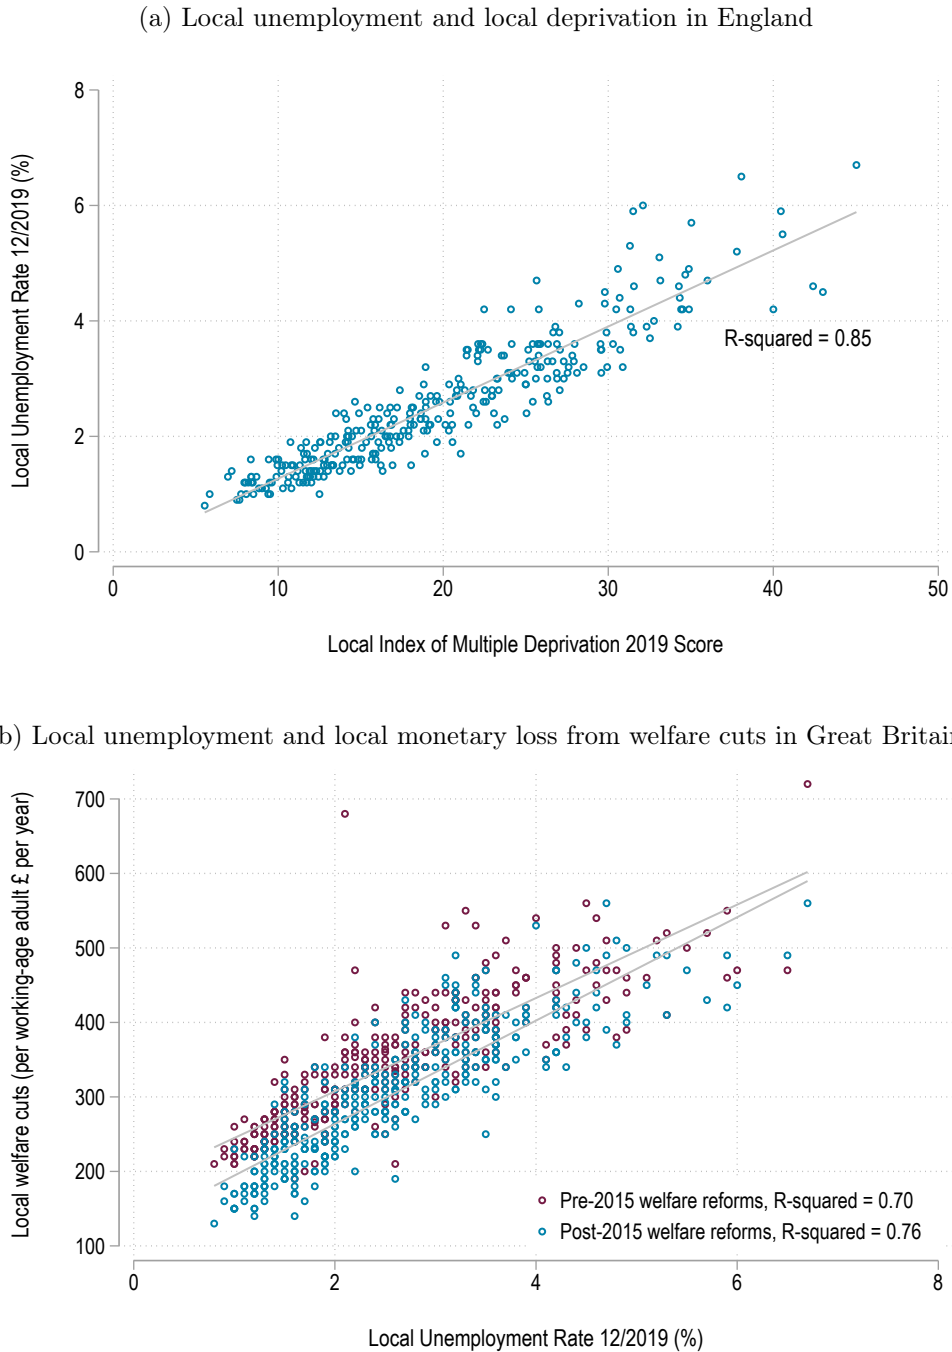 (a) Local unemployment and local deprivation in England
Local Unemployment Rate 12/2019 (%)
8
6
4
2
0
R-squared = 0.85
0 10 20 30 40 50
Local Index of Multiple Deprivation 2019 Score
b) Local unemployment and local monetary loss from welfare cuts in Great Britain
Local welfare cuts (per working-age adult £ per year)
700
600
500
400
300
200
100
Pre-2015 welfare reforms, R-squared = 0.70
Post-2015 welfare reforms, R-squared = 0.76
0 2 4 6 8
Local Unemployment Rate 12/2019 (%)